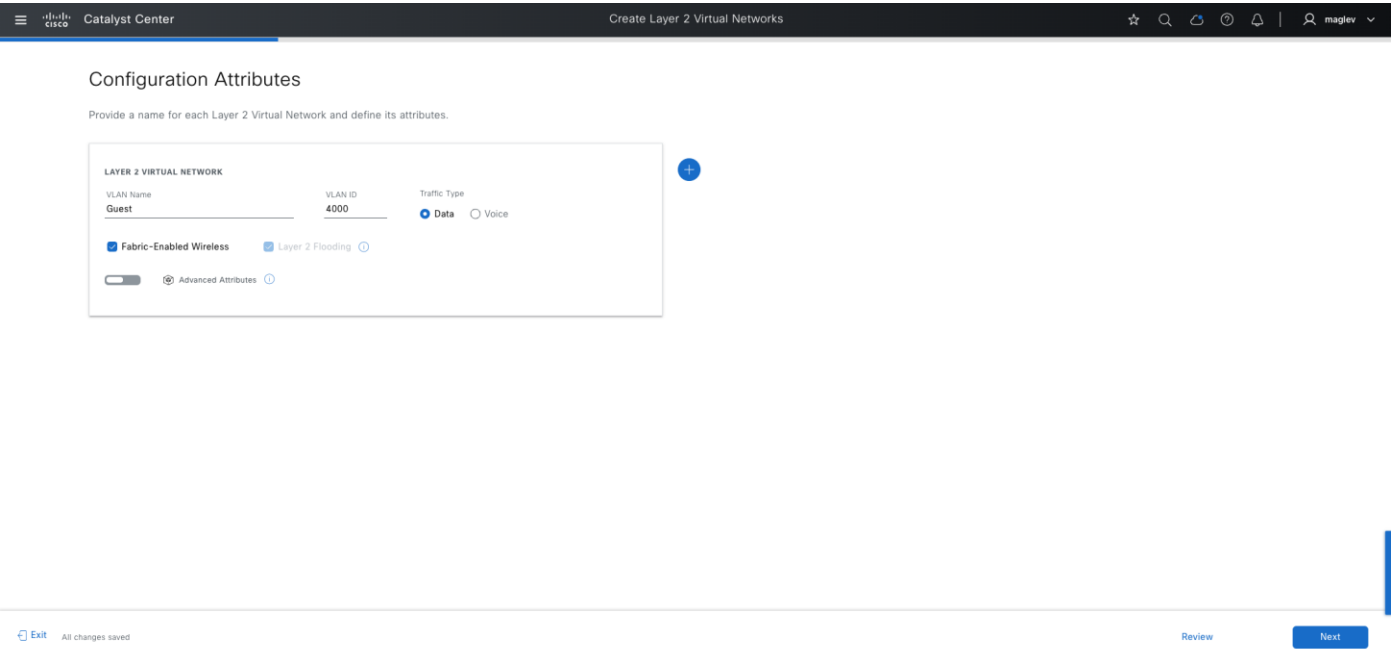 cisco Catalyst Center
Create Layer 2 Virtual Networks
maglev
Configuration Attributes
Provide a name for each Layer 2 Virtual Network and define its attributes.
LAYER 2 VIRTUAL NETWORK
VLAN Name
VLAN ID
Traffic Type
Guest
4000
Data
Voice
Fabric-Enabled Wireless
Layer 2 Flooding
Advanced Attributes
Exit
All changes saved
Review
Next